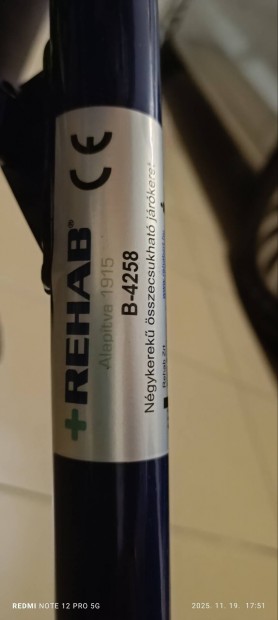 CE
REHAB®
Alapítva 1915
B-4258
Négykerekű összecsukható járókeret
REDMI NOTE 12 PRO 5G
2025. 11. 19. 17:51